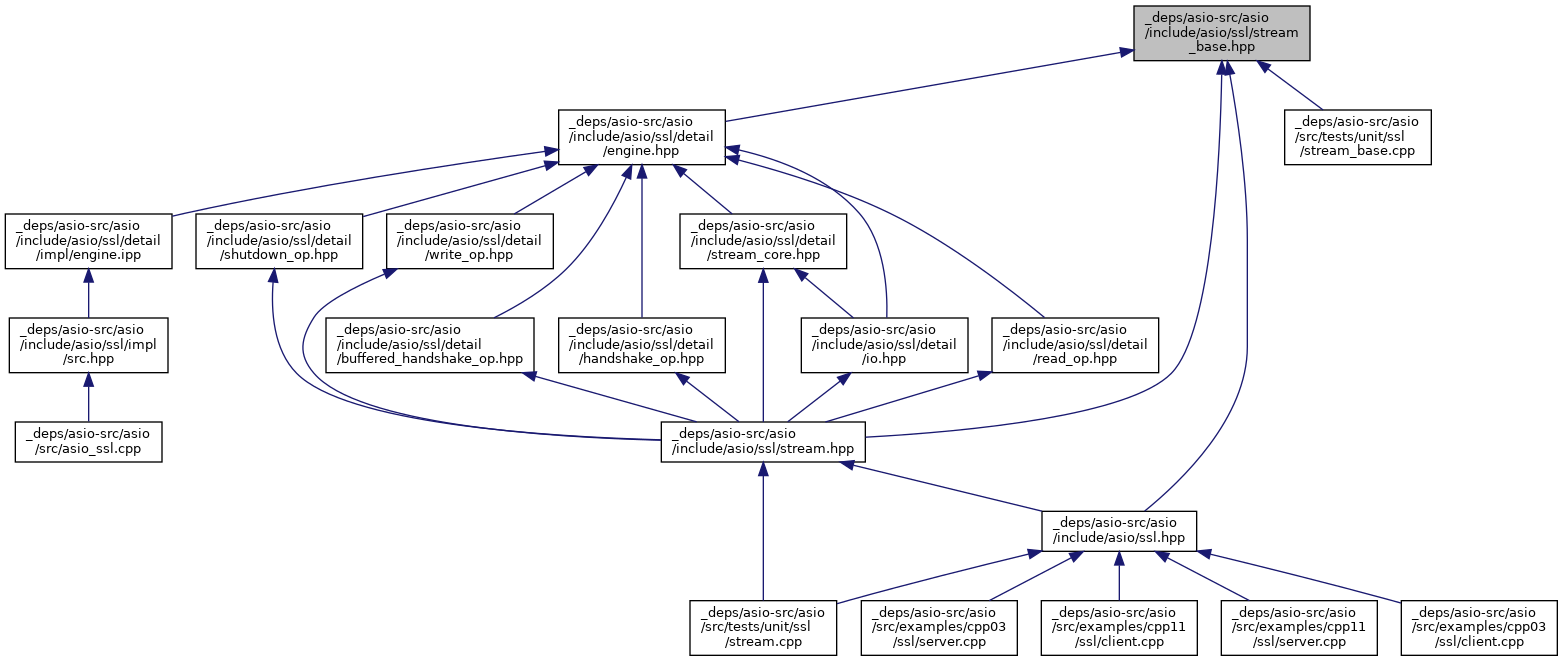 _deps/asio-src/asio
/include/asio/ssl/stream
_base.hpp
_deps/asio-src/asio
/include/asio/ssl/detail
/engine.hpp
_deps/asio-src/asio
/src/tests/unit/ssl
/stream_base.cpp
_deps/asio-src/asio
/include/asio/ssl/detail
/impl/engine.ipp
_deps/asio-src/asio
/include/asio/ssl/detail
/shutdown_op.hpp
_deps/asio-src/asio
/include/asio/ssl/detail
/write_op.hpp
_deps/asio-src/asio
/include/asio/ssl/detail
/stream_core.hpp
_deps/asio-src/asio
/include/asio/ssl/impl
/src.hpp
_deps/asio-src/asio
/include/asio/ssl/detail
/buffered_handshake_op.hpp
_deps/asio-src/asio
/include/asio/ssl/detail
/handshake_op.hpp
_deps/asio-src/asio
/include/asio/ssl/detail
/io.hpp
_deps/asio-src/asio
/include/asio/ssl/detail
/read_op.hpp
_deps/asio-src/asio
/src/asio_ssl.cpp
_deps/asio-src/asio
/include/asio/ssl/stream.hpp
_deps/asio-src/asio
/include/asio/ssl.hpp
_deps/asio-src/asio
/src/tests/unit/ssl
/stream.cpp
_deps/asio-src/asio
/src/examples/cpp03
/ssl/server.cpp
_deps/asio-src/asio
/src/examples/cpp11
/ssl/client.cpp
_deps/asio-src/asio
/src/examples/cpp11
/ssl/server.cpp
_deps/asio-src/asio
/src/examples/cpp03
/ssl/client.cpp